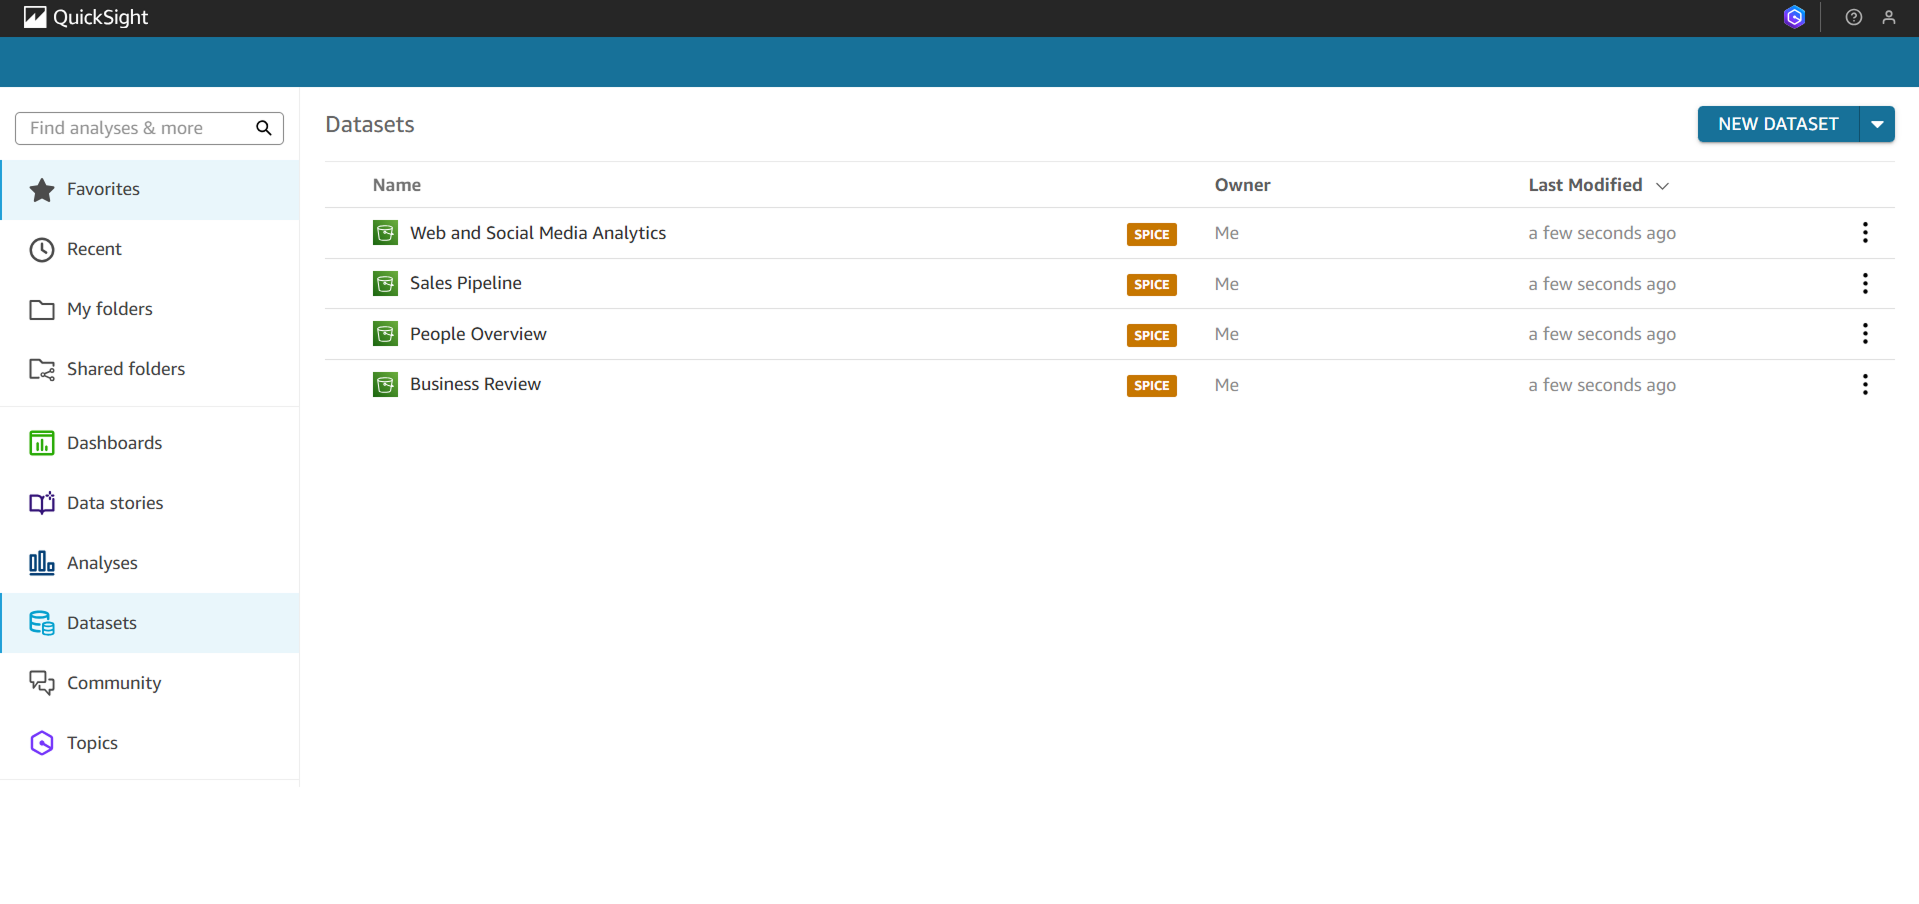 QuickSight
Find analyses & more
Favorites
Recent
My folders
Shared folders
Dashboards
Data stories
Analyses
Datasets
Community
Topics
Datasets
NEW DATASET
Name Owner Last Modified
Web and Social Media Analytics SPICE Me a few seconds ago
Sales Pipeline SPICE Me a few seconds ago
People Overview SPICE Me a few seconds ago
Business Review SPICE Me a few seconds ago